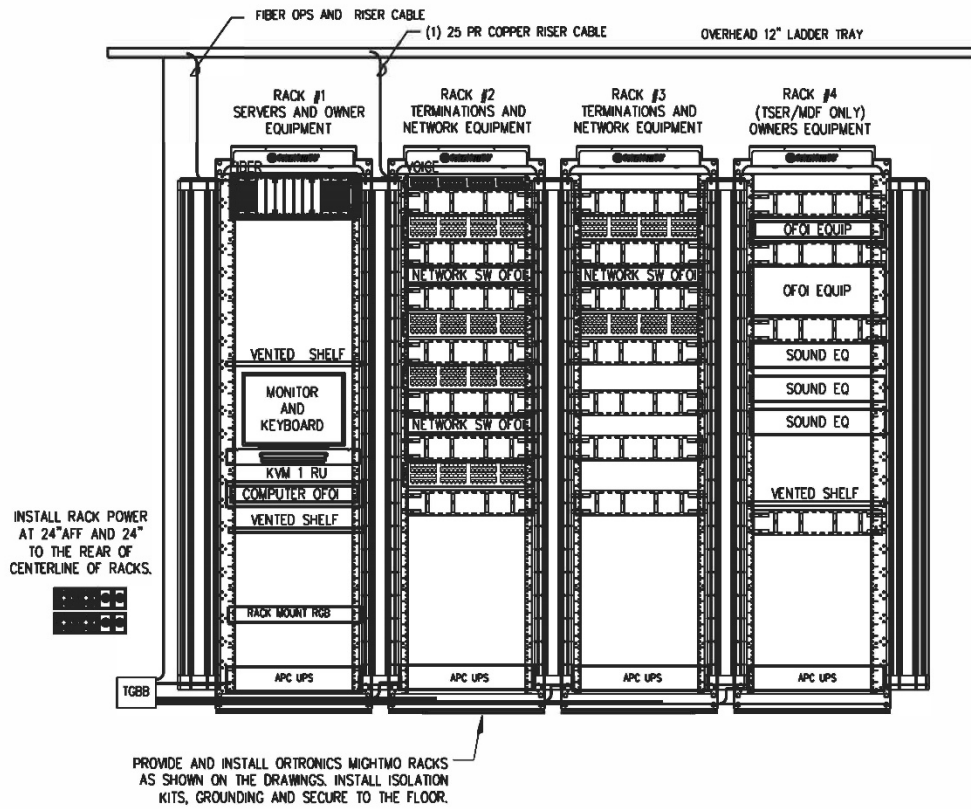 FIBER OPS AND RISER CABLE
(1) 25 PR COPPER RISER CABLE
OVERHEAD 12" LADDER TRAY
RACK #1
SERVERS AND OWNER
EQUIPMENT
RACK #2
TERMINATIONS AND
NETWORK EQUIPMENT
RACK #3
TERMINATIONS AND
NETWORK EQUIPMENT
RACK #4
(TSER/MDF ONLY)
OWNERS EQUIPMENT
VENTED SHELF
MONITOR
AND
KEYBOARD
KVM 1 RU
COMPUTER OFOI
VENTED SHELF
RACK MOUNT RGB
APC UPS
VOICE
NETWORK SW OFOI
NETWORK SW OFOI
APC UPS
NETWORK SW OFOI
APC UPS
OFOI EQUIP
OFOI EQUIP
SOUND EQ
SOUND EQ
SOUND EQ
VENTED SHELF
APC UPS
INSTALL RACK POWER
AT 24"AFF AND 24"
TO THE REAR OF
CENTERLINE OF RACKS.
TGBB
PROVIDE AND INSTALL ORTRONICS MIGHTMO RACKS
AS SHOWN ON THE DRAWINGS. INSTALL ISOLATION
KITS, GROUNDING AND SECURE TO THE FLOOR.